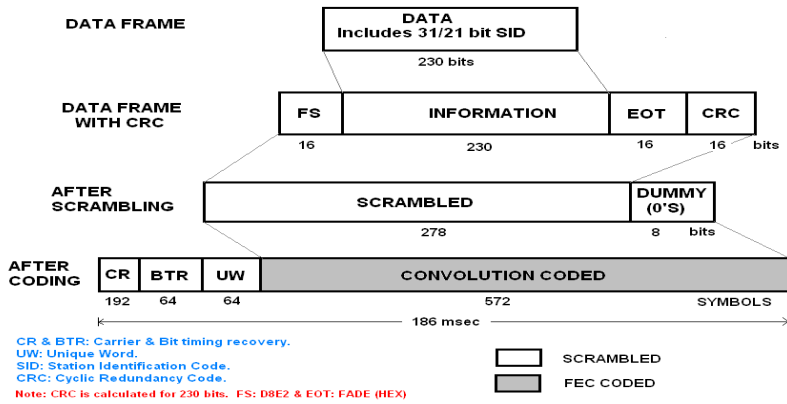 DATA FRAME
DATA
Includes 31/21 bit SID
230 bits
DATA FRAME
WITH CRC
FS
INFORMATION
EOT
CRC
16
230
16
16
bits
AFTER
SCRAMBLING
SCRAMBLED
DUMMY
(0'S)
278
8
bits
AFTER
CODING
CR
BTR
UW
CONVOLUTION CODED
192
64
64
572
SYMBOLS
186 msec
CR & BTR: Carrier & Bit timing recovery.
UW: Unique Word.
SID: Station Identification Code.
CRC: Cyclic Redundancy Code.
Note: CRC is calculated for 230 bits. FS: D8E2 & EOT: FADE (HEX)
SCRAMBLED
FEC CODED